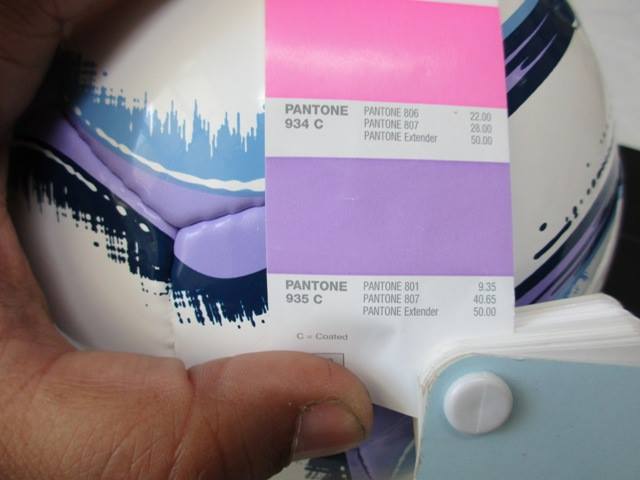 PANTONE
934 C
PANTONE 806 22.00
PANTONE 807 28.00
PANTONE Extender 50.00
PANTONE
935 C
PANTONE 801 9.35
PANTONE 807 40.65
PANTONE Extender 50.00
C = Coated